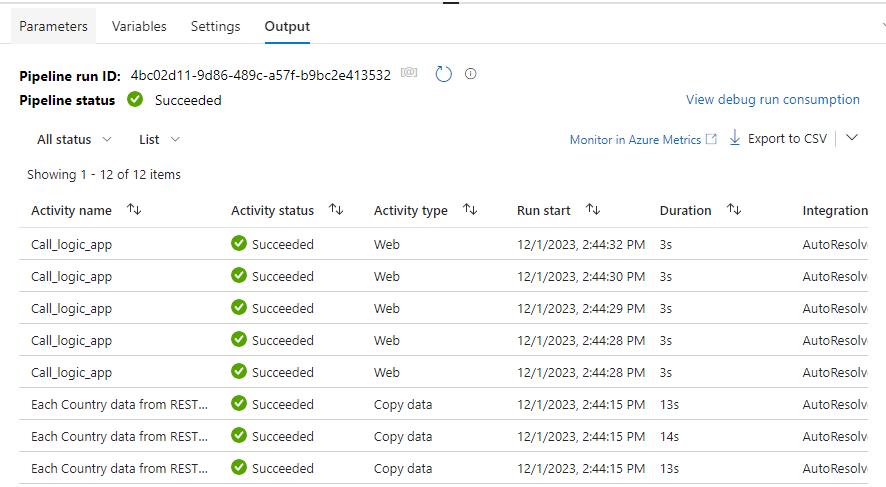 Parameters Variables Settings Output
Pipeline run ID: 4bc02d11-9d86-489c-a57f-b9bc2e413532 [@]
Pipeline status Succeeded
View debug run consumption
All status List Monitor in Azure Metrics Export to CSV
Showing 1 - 12 of 12 items
Activity name Activity status Activity type Run start Duration Integration
Call_logic_app Succeeded Web 12/1/2023, 2:44:32 PM 3s AutoResolv
Call_logic_app Succeeded Web 12/1/2023, 2:44:30 PM 3s AutoResolv
Call_logic_app Succeeded Web 12/1/2023, 2:44:29 PM 3s AutoResolv
Call_logic_app Succeeded Web 12/1/2023, 2:44:28 PM 3s AutoResolv
Call_logic_app Succeeded Web 12/1/2023, 2:44:28 PM 3s AutoResolv
Each Country data from REST... Succeeded Copy data 12/1/2023, 2:44:15 PM 13s AutoResolv
Each Country data from REST... Succeeded Copy data 12/1/2023, 2:44:15 PM 14s AutoResolv
Each Country data from REST... Succeeded Copy data 12/1/2023, 2:44:15 PM 13s AutoResolv